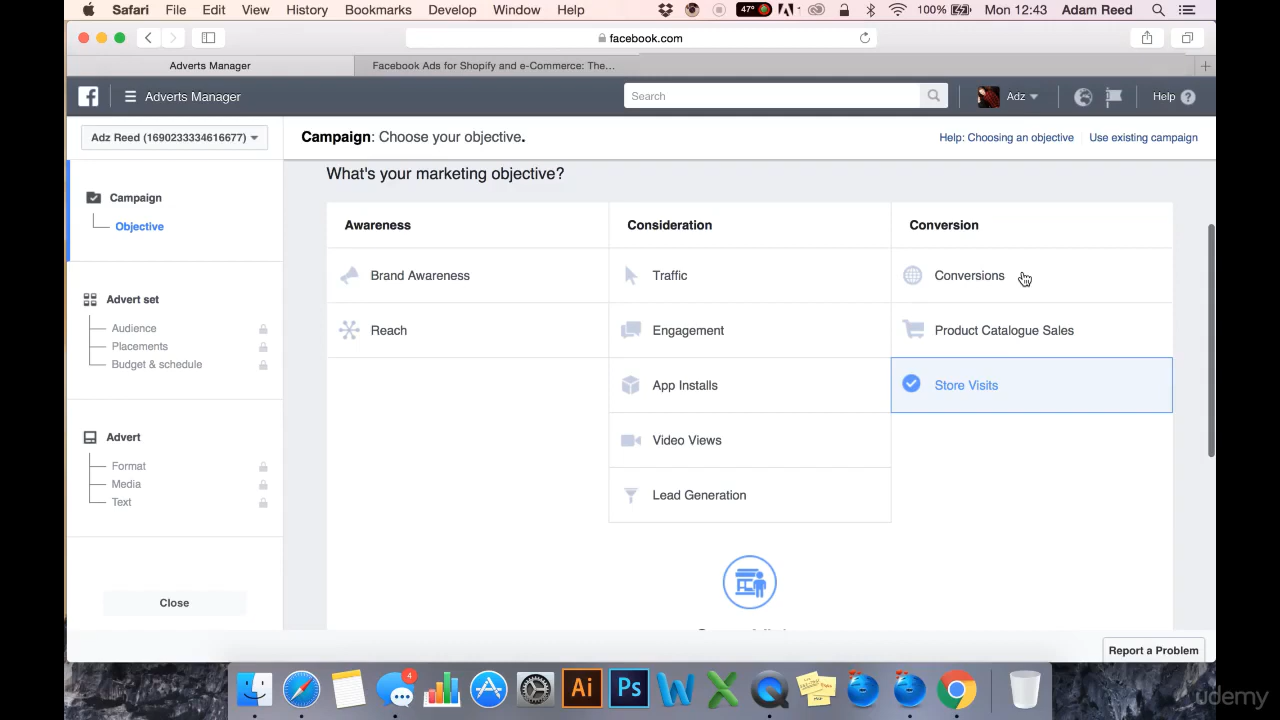 Safari File Edit View History Bookmarks Develop Window Help 47° 100% Mon 12:43 Adam Reed
facebook.com
Adverts Manager
Facebook Ads for Shopify and e-Commerce: The...
Adverts Manager
Search
Adz
Help
Adz Reed (1690233334616677)
Campaign: Choose your objective.
Help: Choosing an objective
Use existing campaign
Campaign
Objective
Advert set
Audience
Placements
Budget & schedule
Advert
Format
Media
Text
Close
What's your marketing objective?
Awareness
Consideration
Conversion
Brand Awareness
Traffic
Conversions
Reach
Engagement
Product Catalogue Sales
App Installs
Store Visits
Video Views
Lead Generation
Report a Problem
4
Ai
Ps
udemy